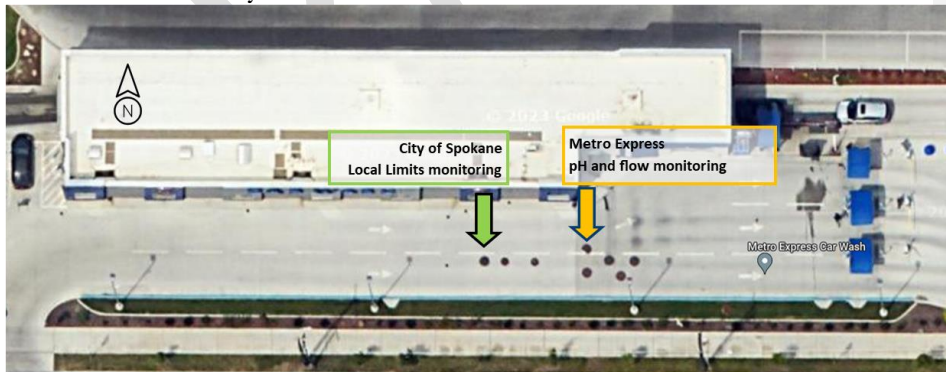 N
© 2023 Google
City of Spokane
Local Limits monitoring
Metro Express
pH and flow monitoring
Metro Express Car Wash